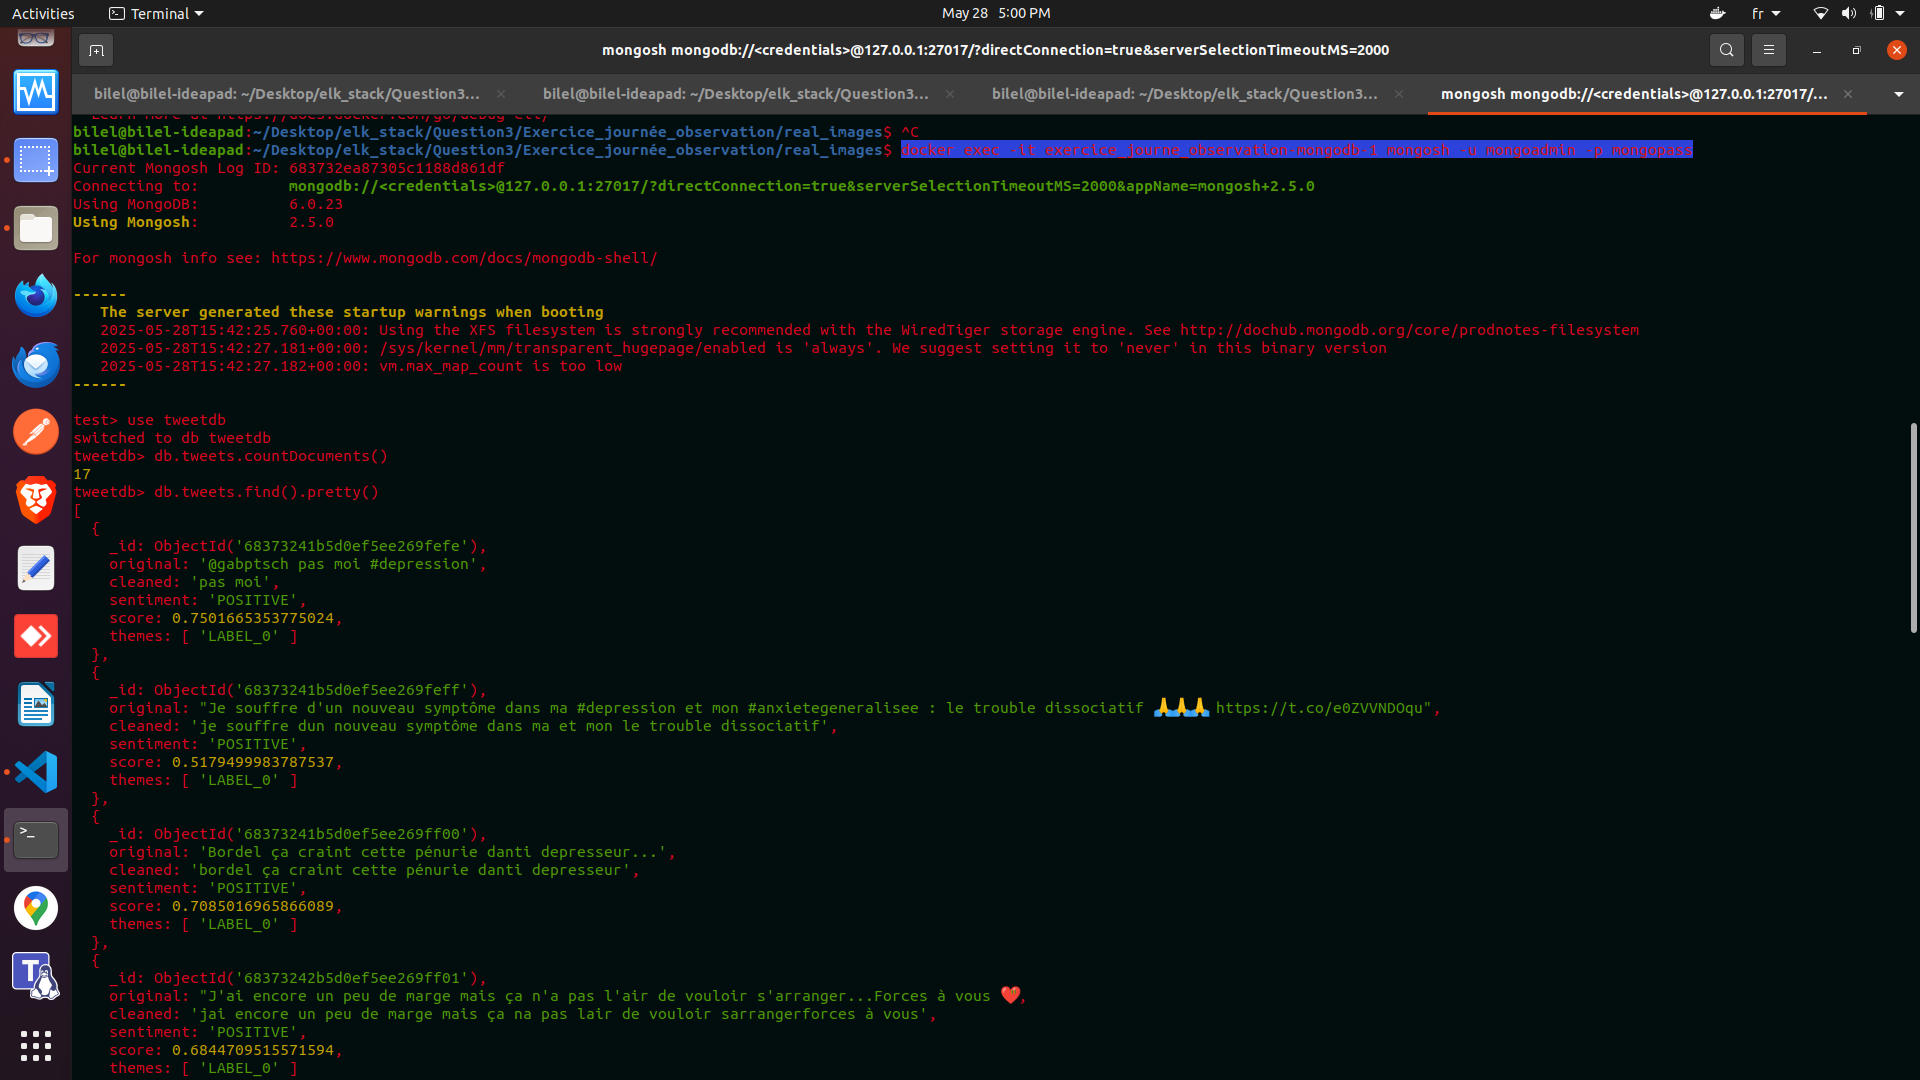 Activities
Terminal
May 28 5:00 PM
fr
mongosh mongodb://<credentials>@127.0.0.1:27017/?directConnection=true&serverSelectionTimeoutMS=2000
bilel@bilel-ideapad: ~/Desktop/elk_stack/Question3...
bilel@bilel-ideapad: ~/Desktop/elk_stack/Question3...
bilel@bilel-ideapad: ~/Desktop/elk_stack/Question3...
mongosh mongodb://<credentials>@127.0.0.1:27017/...
Learn more at https://docs.docker.com/go/debug-cli/
bilel@bilel-ideapad:~/Desktop/elk_stack/Question3/Exercice_journée_observation/real_images$ ^C
bilel@bilel-ideapad:~/Desktop/elk_stack/Question3/Exercice_journée_observation/real_images$ docker exec -it exercice_journe_observation-mongodb-1 mongosh -u mongoadmin -p mongopass
Current Mongosh Log ID: 683732ea87305c1188d861df
Connecting to: mongodb://<credentials>@127.0.0.1:27017/?directConnection=true&serverSelectionTimeoutMS=2000&appName=mongosh+2.5.0
Using MongoDB: 6.0.23
Using Mongosh: 2.5.0
For mongosh info see: https://www.mongodb.com/docs/mongodb-shell/
------
The server generated these startup warnings when booting
2025-05-28T15:42:25.760+00:00: Using the XFS filesystem is strongly recommended with the WiredTiger storage engine. See http://dochub.mongodb.org/core/prodnotes-filesystem
2025-05-28T15:42:27.181+00:00: /sys/kernel/mm/transparent_hugepage/enabled is 'always'. We suggest setting it to 'never' in this binary version
2025-05-28T15:42:27.182+00:00: vm.max_map_count is too low
------
test> use tweetdb
switched to db tweetdb
tweetdb> db.tweets.countDocuments()
17
tweetdb> db.tweets.find().pretty()
[
{
_id: ObjectId('68373241b5d0ef5ee269fefe'),
original: '@gabptsch pas moi #depression',
cleaned: 'pas moi',
sentiment: 'POSITIVE',
score: 0.7501665353775024,
themes: [ 'LABEL_0' ]
},
{
_id: ObjectId('68373241b5d0ef5ee269feff'),
original: "Je souffre d'un nouveau symptôme dans ma #depression et mon #anxietegeneralisee : le trouble dissociatif 🙏🙏🙏 https://t.co/e0ZVVNDOqu",
cleaned: 'je souffre dun nouveau symptôme dans ma et mon le trouble dissociatif',
sentiment: 'POSITIVE',
score: 0.5179499983787537,
themes: [ 'LABEL_0' ]
},
{
_id: ObjectId('68373241b5d0ef5ee269ff00'),
original: 'Bordel ça craint cette pénurie danti depresseur...',
cleaned: 'bordel ça craint cette pénurie danti depresseur',
sentiment: 'POSITIVE',
score: 0.7085016965866089,
themes: [ 'LABEL_0' ]
},
{
_id: ObjectId('68373242b5d0ef5ee269ff01'),
original: "J'ai encore un peu de marge mais ça n'a pas l'air de vouloir s'arranger...Forces à vous ❤️,
cleaned: 'jai encore un peu de marge mais ça na pas lair de vouloir sarrangerforces à vous',
sentiment: 'POSITIVE',
score: 0.6844709515571594,
themes: [ 'LABEL_0' ]